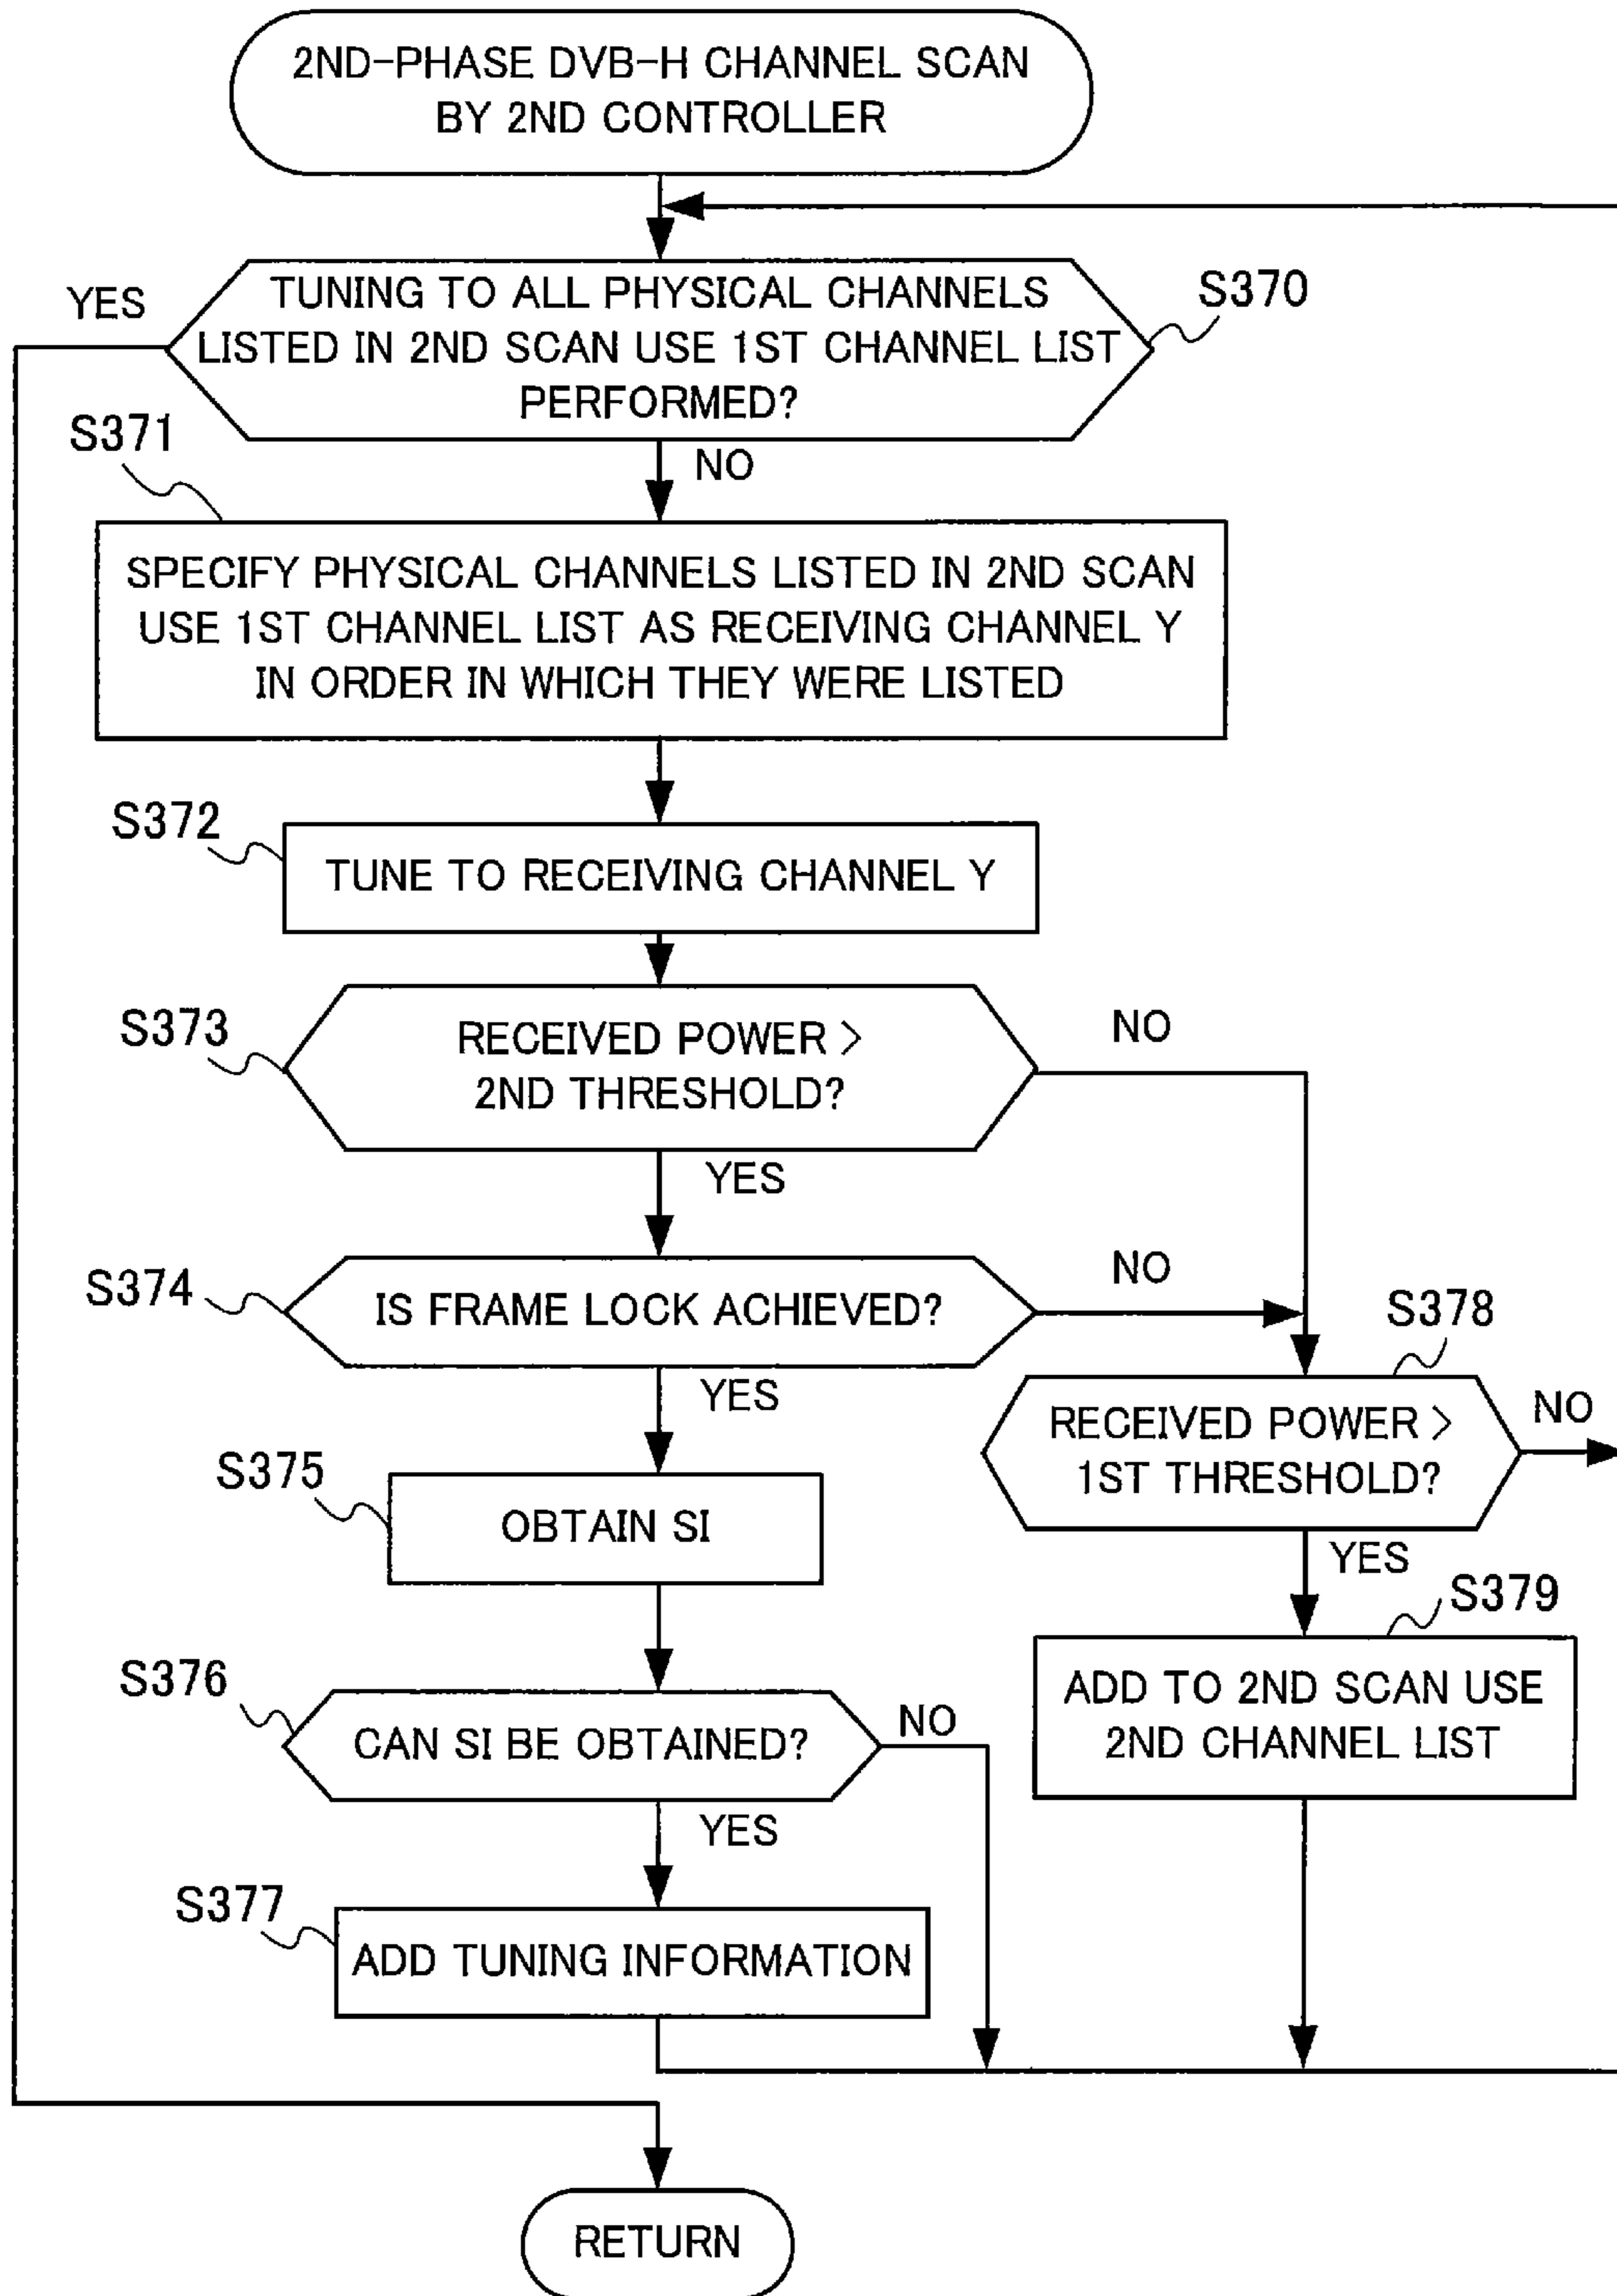 2ND-PHASE DVB-H CHANNEL SCAN
BY 2ND CONTROLLER
YES
TUNING TO ALL PHYSICAL CHANNELS
LISTED IN 2ND SCAN USE 1ST CHANNEL LIST
PERFORMED?
S370
NO
S371
SPECIFY PHYSICAL CHANNELS LISTED IN 2ND SCAN
USE 1ST CHANNEL LIST AS RECEIVING CHANNEL Y
IN ORDER IN WHICH THEY WERE LISTED
S372
TUNE TO RECEIVING CHANNEL Y
S373
RECEIVED POWER >
2ND THRESHOLD?
NO
YES
S374
IS FRAME LOCK ACHIEVED?
NO
YES
S378
RECEIVED POWER >
1ST THRESHOLD?
NO
YES
S375
OBTAIN SI
S379
ADD TO 2ND SCAN USE
2ND CHANNEL LIST
S376
CAN SI BE OBTAINED?
NO
YES
S377
ADD TUNING INFORMATION
RETURN